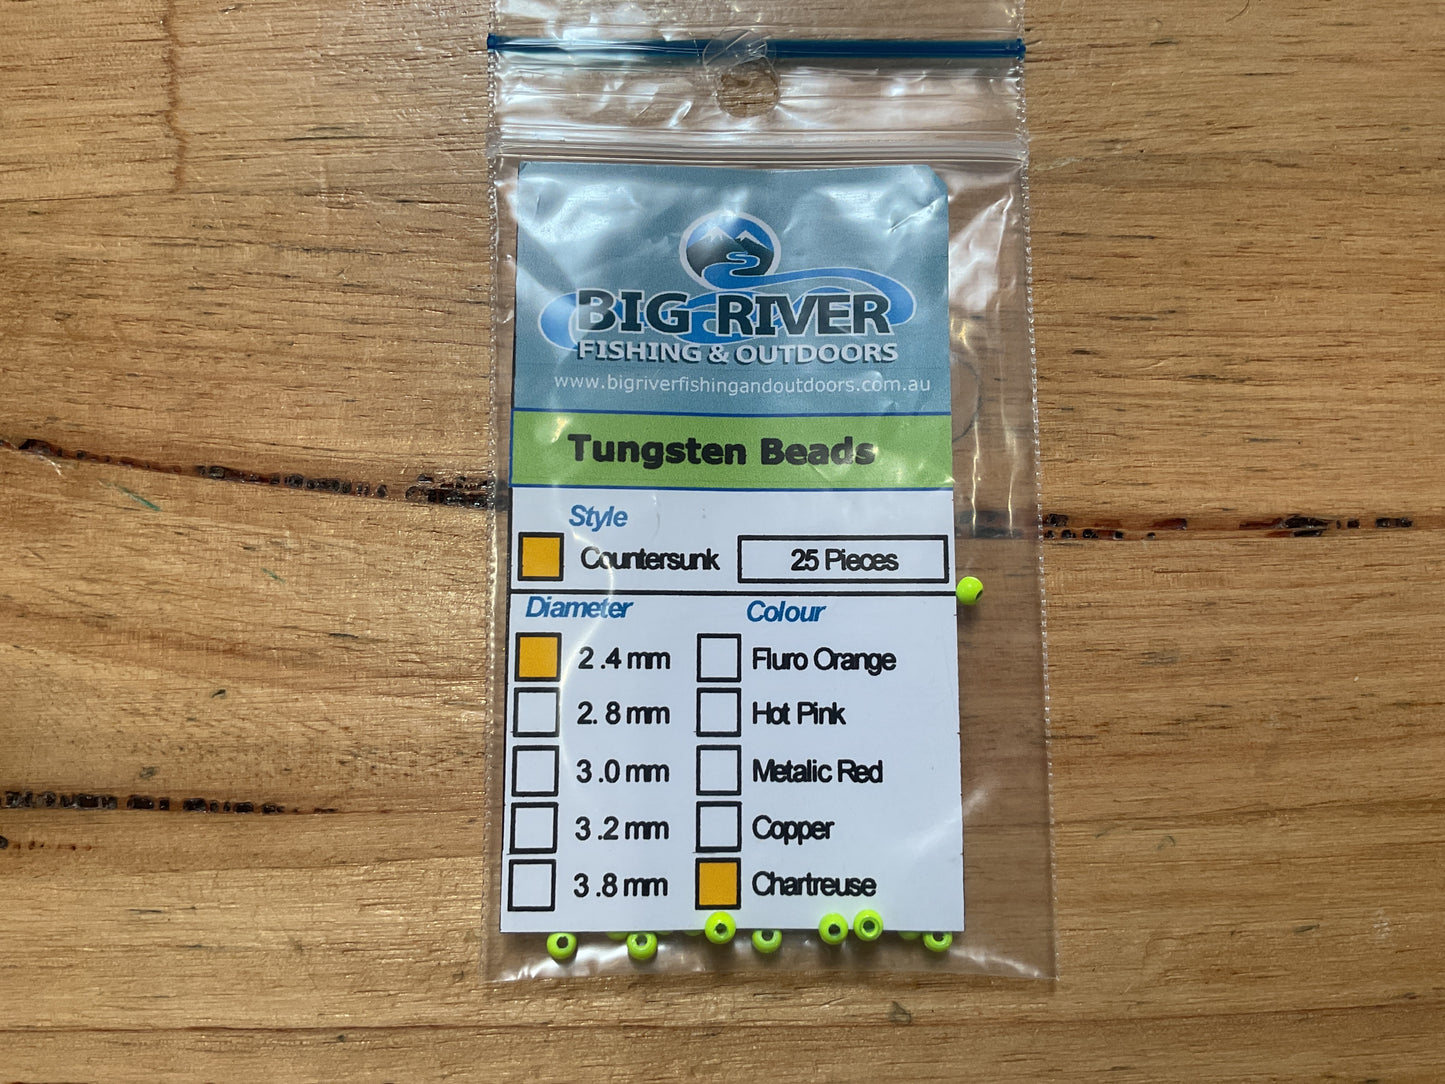 BIG RIVER
FISHING & OUTDOORS
www.bigriverfishingandoutdoors.com.au
Tungsten Beads
Style
Countersunk 25 Pieces
Diameter Colour
2.4 mm Fluro Orange
2.8 mm Hot Pink
3.0 mm Metalic Red
3.2 mm Copper
3.8 mm Chartreuse